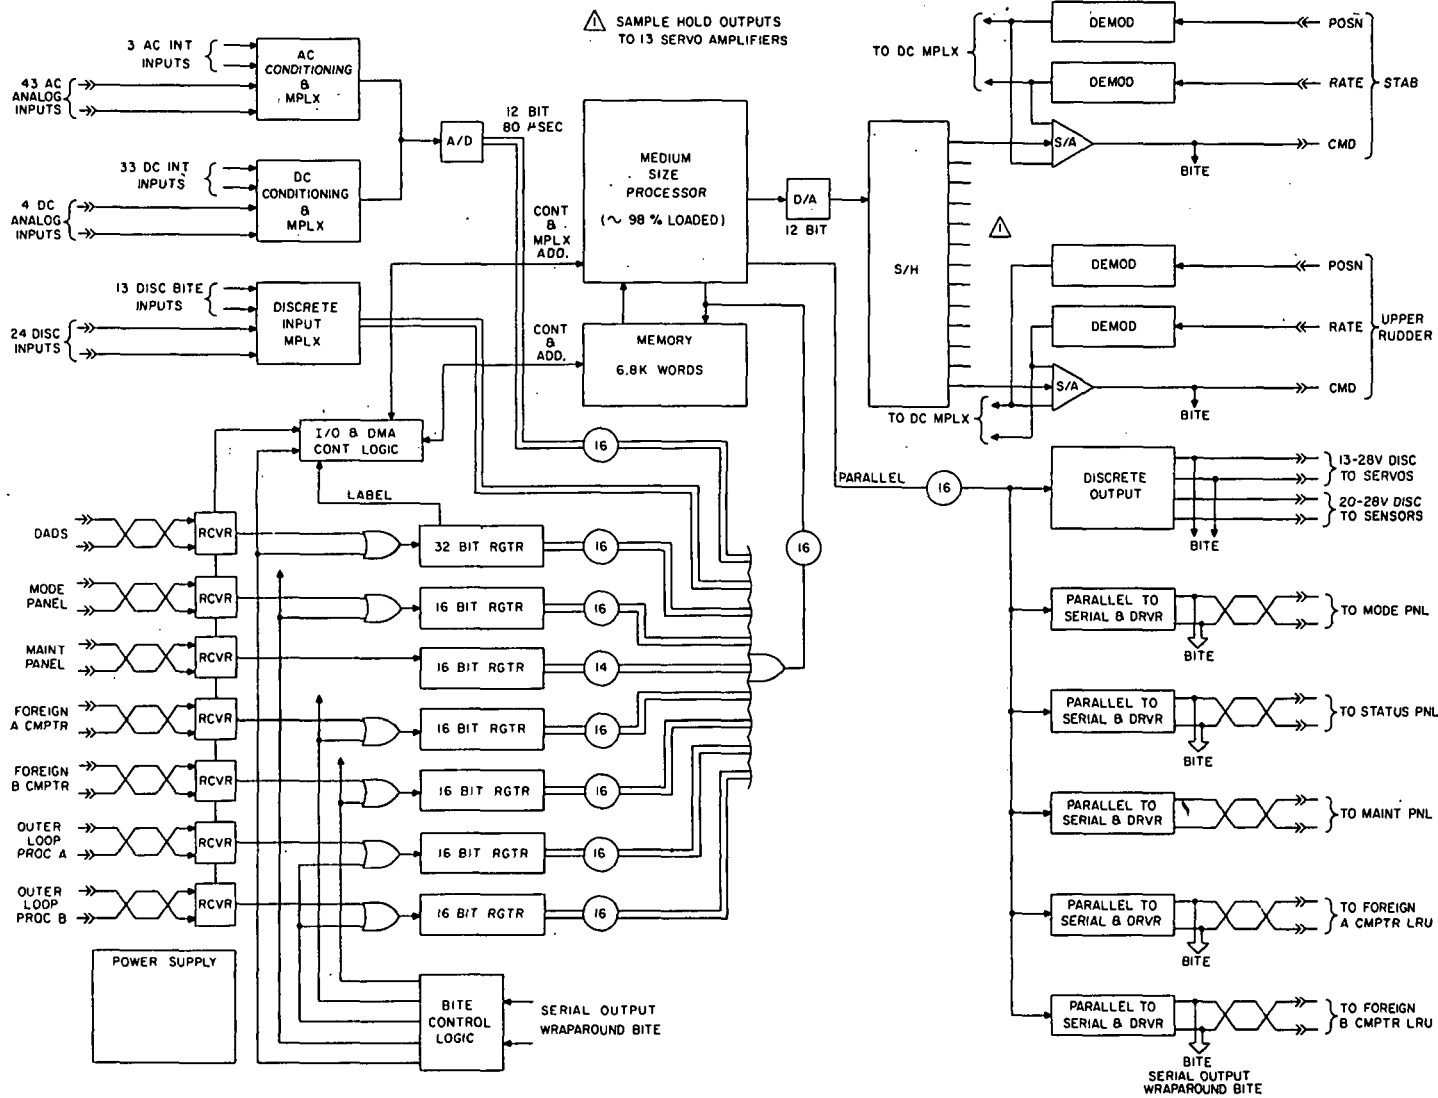 ⚠ SAMPLE HOLD OUTPUTS
TO 13 SERVO AMPLIFIERS
3 AC INT
INPUTS
43 AC
ANALOG
INPUTS
AC
CONDITIONING
&
MPLX
33 DC INT
INPUTS
4 DC
ANALOG
INPUTS
DC
CONDITIONING
&
MPLX
13 DISC BITE
INPUTS
24 DISC
INPUTS
DISCRETE
INPUT
MPLX
A/D
12 BIT
80 μSEC
CONT
&
MPLX
ADD.
CONT
&
ADD.
MEDIUM
SIZE
PROCESSOR
(~ 98 % LOADED)
MEMORY
6.8K WORDS
D/A
12 BIT
S/H
1
TO DC MPLX
DEMOD
POSN
DEMOD
RATE
STAB
S/A
CMD
BITE
DEMOD
POSN
DEMOD
RATE
UPPER
RUDDER
S/A
CMD
BITE
TO DC MPLX
I/O & DMA
CONT LOGIC
LABEL
16
PARALLEL
16
DISCRETE
OUTPUT
13-28V DISC
TO SERVOS
20-28V DISC
TO SENSORS
BITE
DADS
RCVR
32 BIT RGTR
16
16
MODE
PANEL
RCVR
16 BIT RGTR
16
MAINT
PANEL
RCVR
16 BIT RGTR
14
FOREIGN
A CMPTR
RCVR
16 BIT RGTR
16
FOREIGN
B CMPTR
RCVR
16 BIT RGTR
16
OUTER
LOOP
PROC A
RCVR
16 BIT RGTR
16
OUTER
LOOP
PROC B
RCVR
16 BIT RGTR
16
PARALLEL TO
SERIAL & DRVR
TO MODE PNL
BITE
PARALLEL TO
SERIAL & DRVR
TO STATUS PNL
BITE
PARALLEL TO
SERIAL & DRVR
TO MAINT PNL
PARALLEL TO
SERIAL & DRVR
TO FOREIGN
A CMPTR LRU
BITE
PARALLEL TO
SERIAL & DRVR
TO FOREIGN
B CMPTR LRU
BITE
SERIAL OUTPUT
WRAPAROUND BITE
POWER SUPPLY
BITE
CONTROL
LOGIC
SERIAL OUTPUT
WRAPAROUND BITE